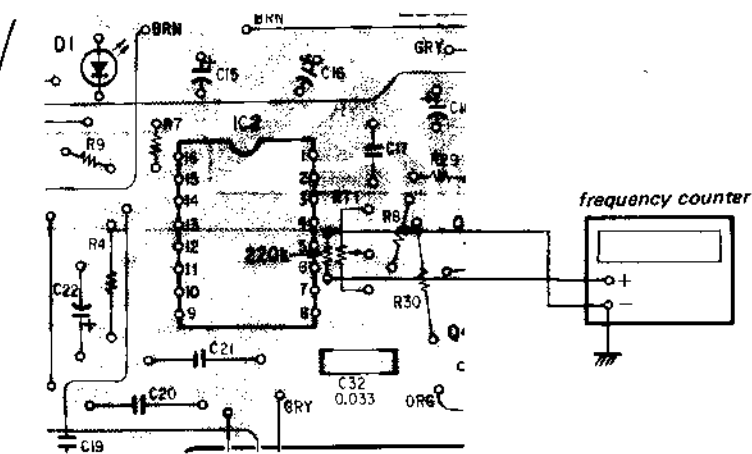 BRN
BRN
D1
GRY
C15
C16
IC2
R7
C17
R9
R29
16
1
15
2
14
3
13
4
12
5
11
6
10
7
9
8
R11
R8
Q
220k
R4
C22
R30
frequency counter
+
−
C21
C32
0.033
C20
GRY
ORG
C19